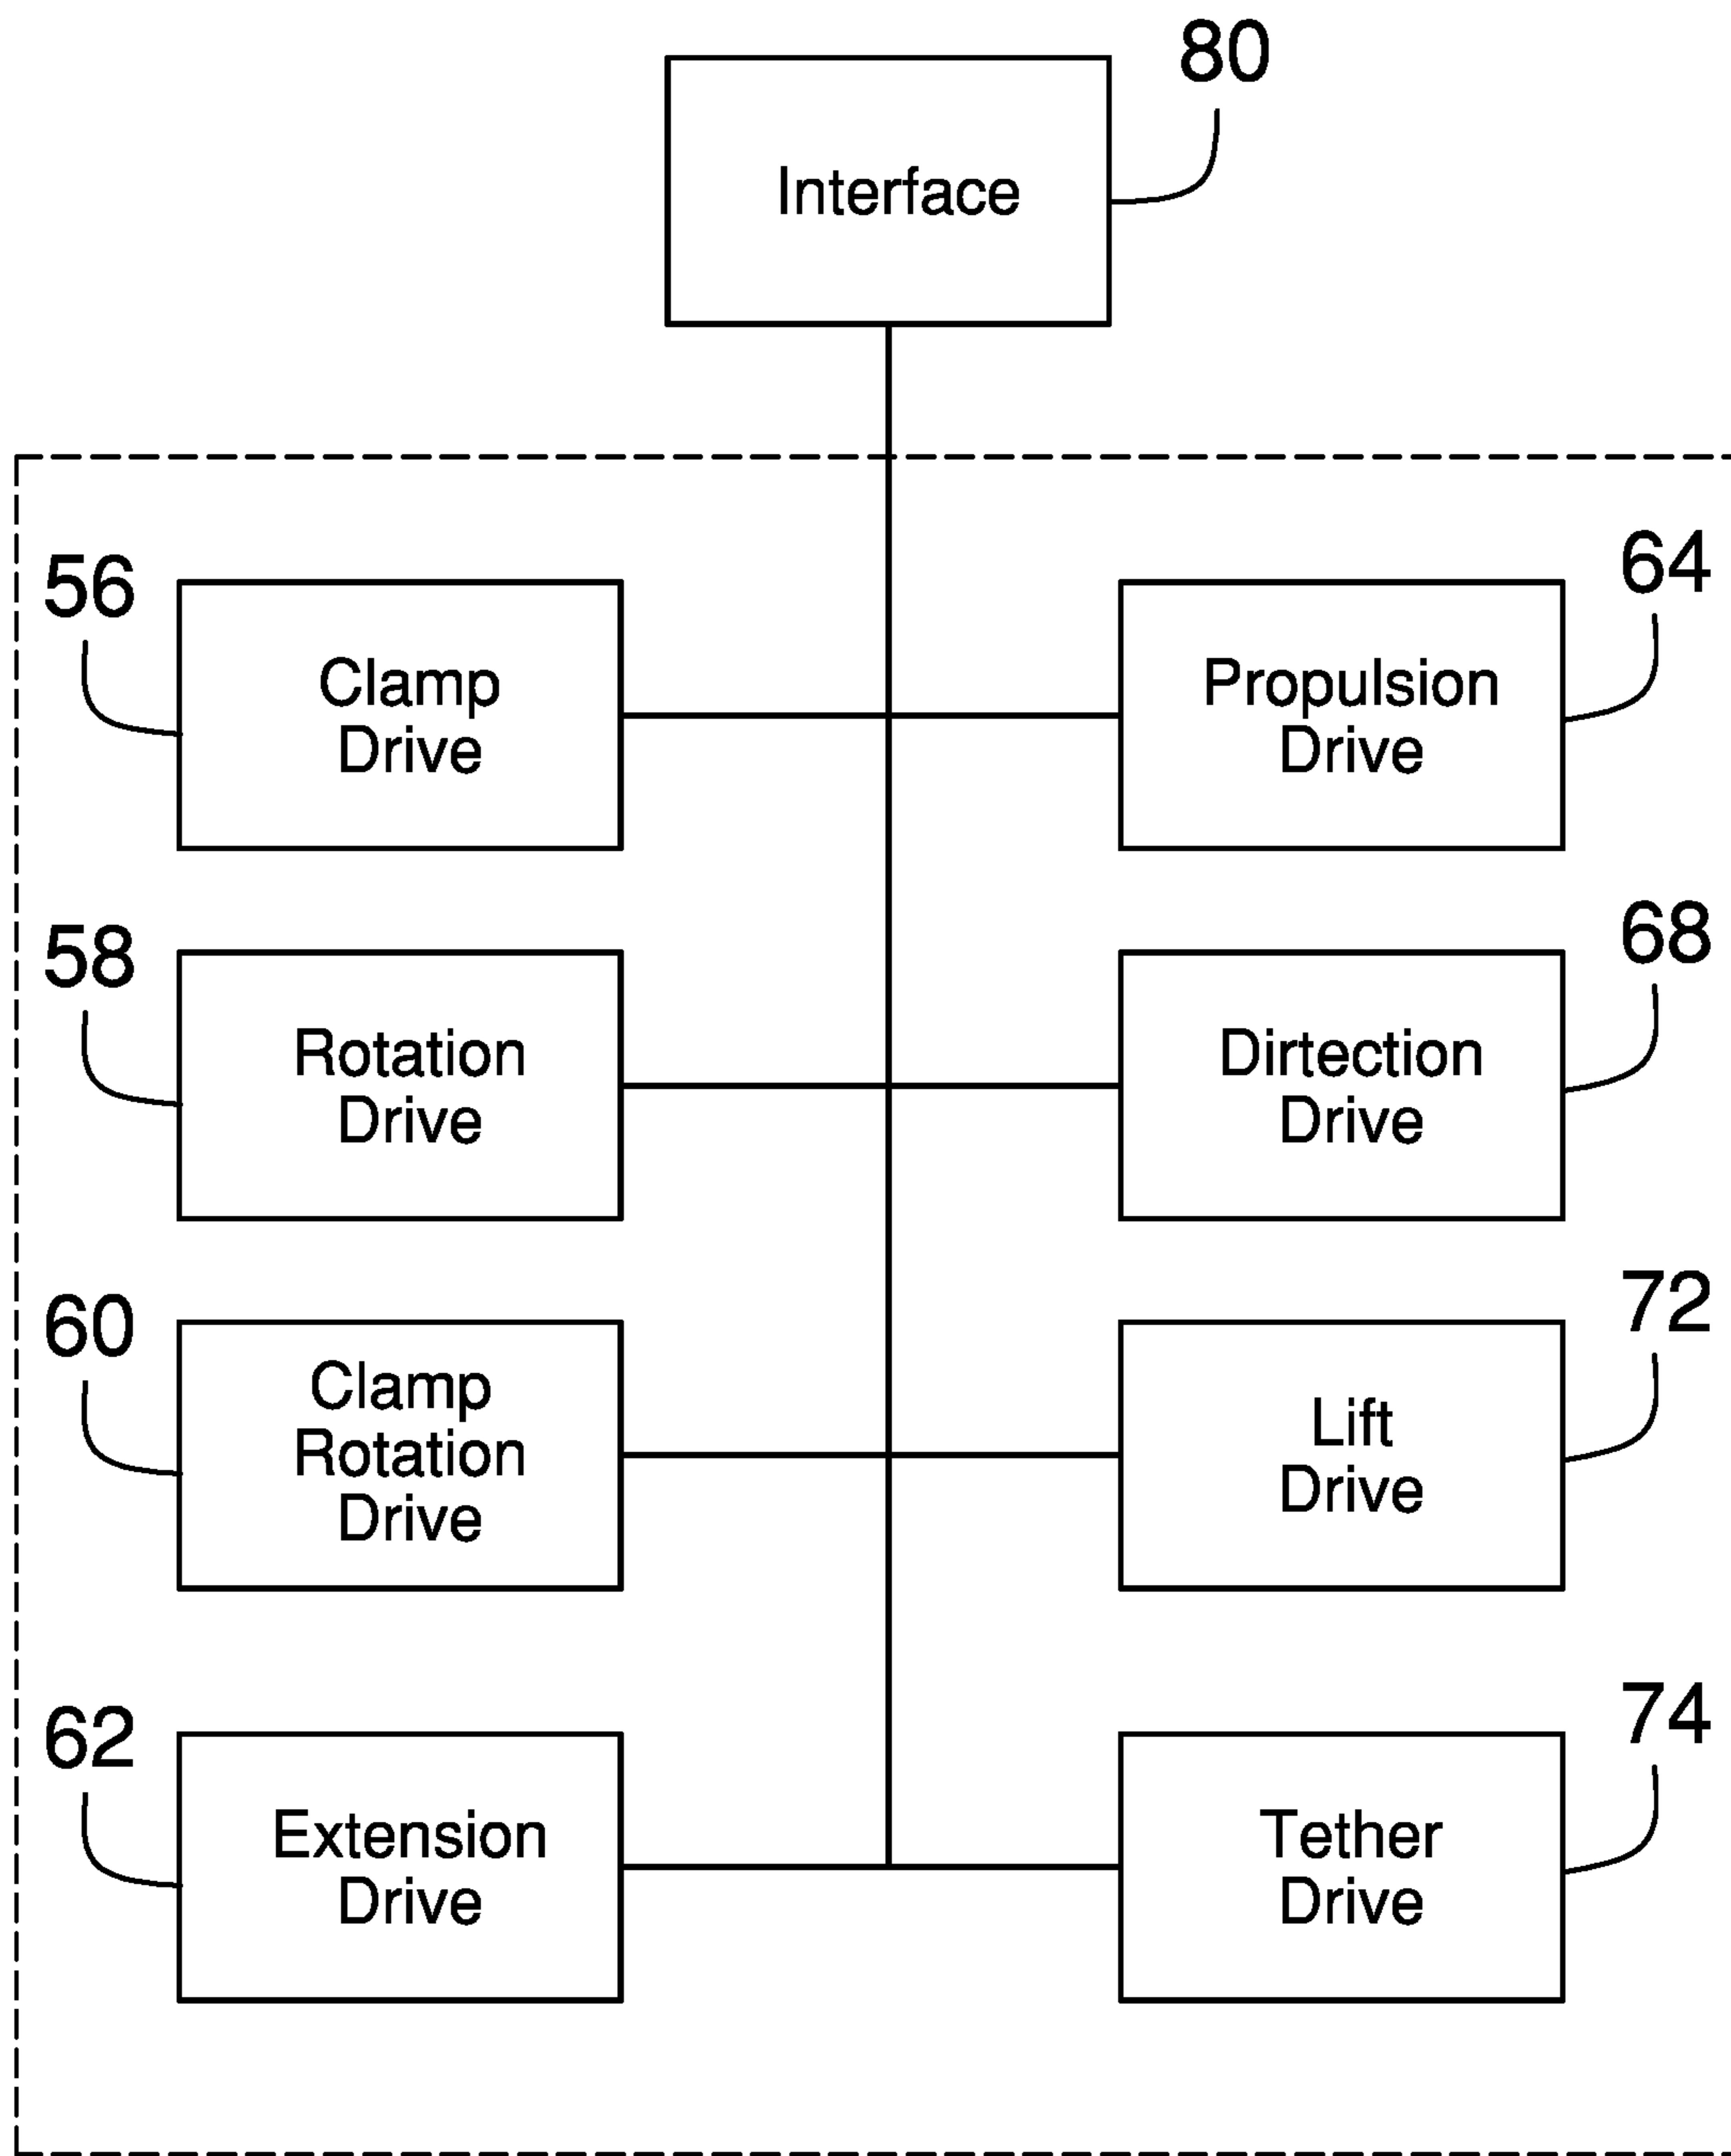 80
Interface
56
Clamp
Drive
64
Propulsion
Drive
58
Rotation
Drive
68
Dirtection
Drive
60
Clamp
Rotation
Drive
72
Lift
Drive
62
Extension
Drive
74
Tether
Drive